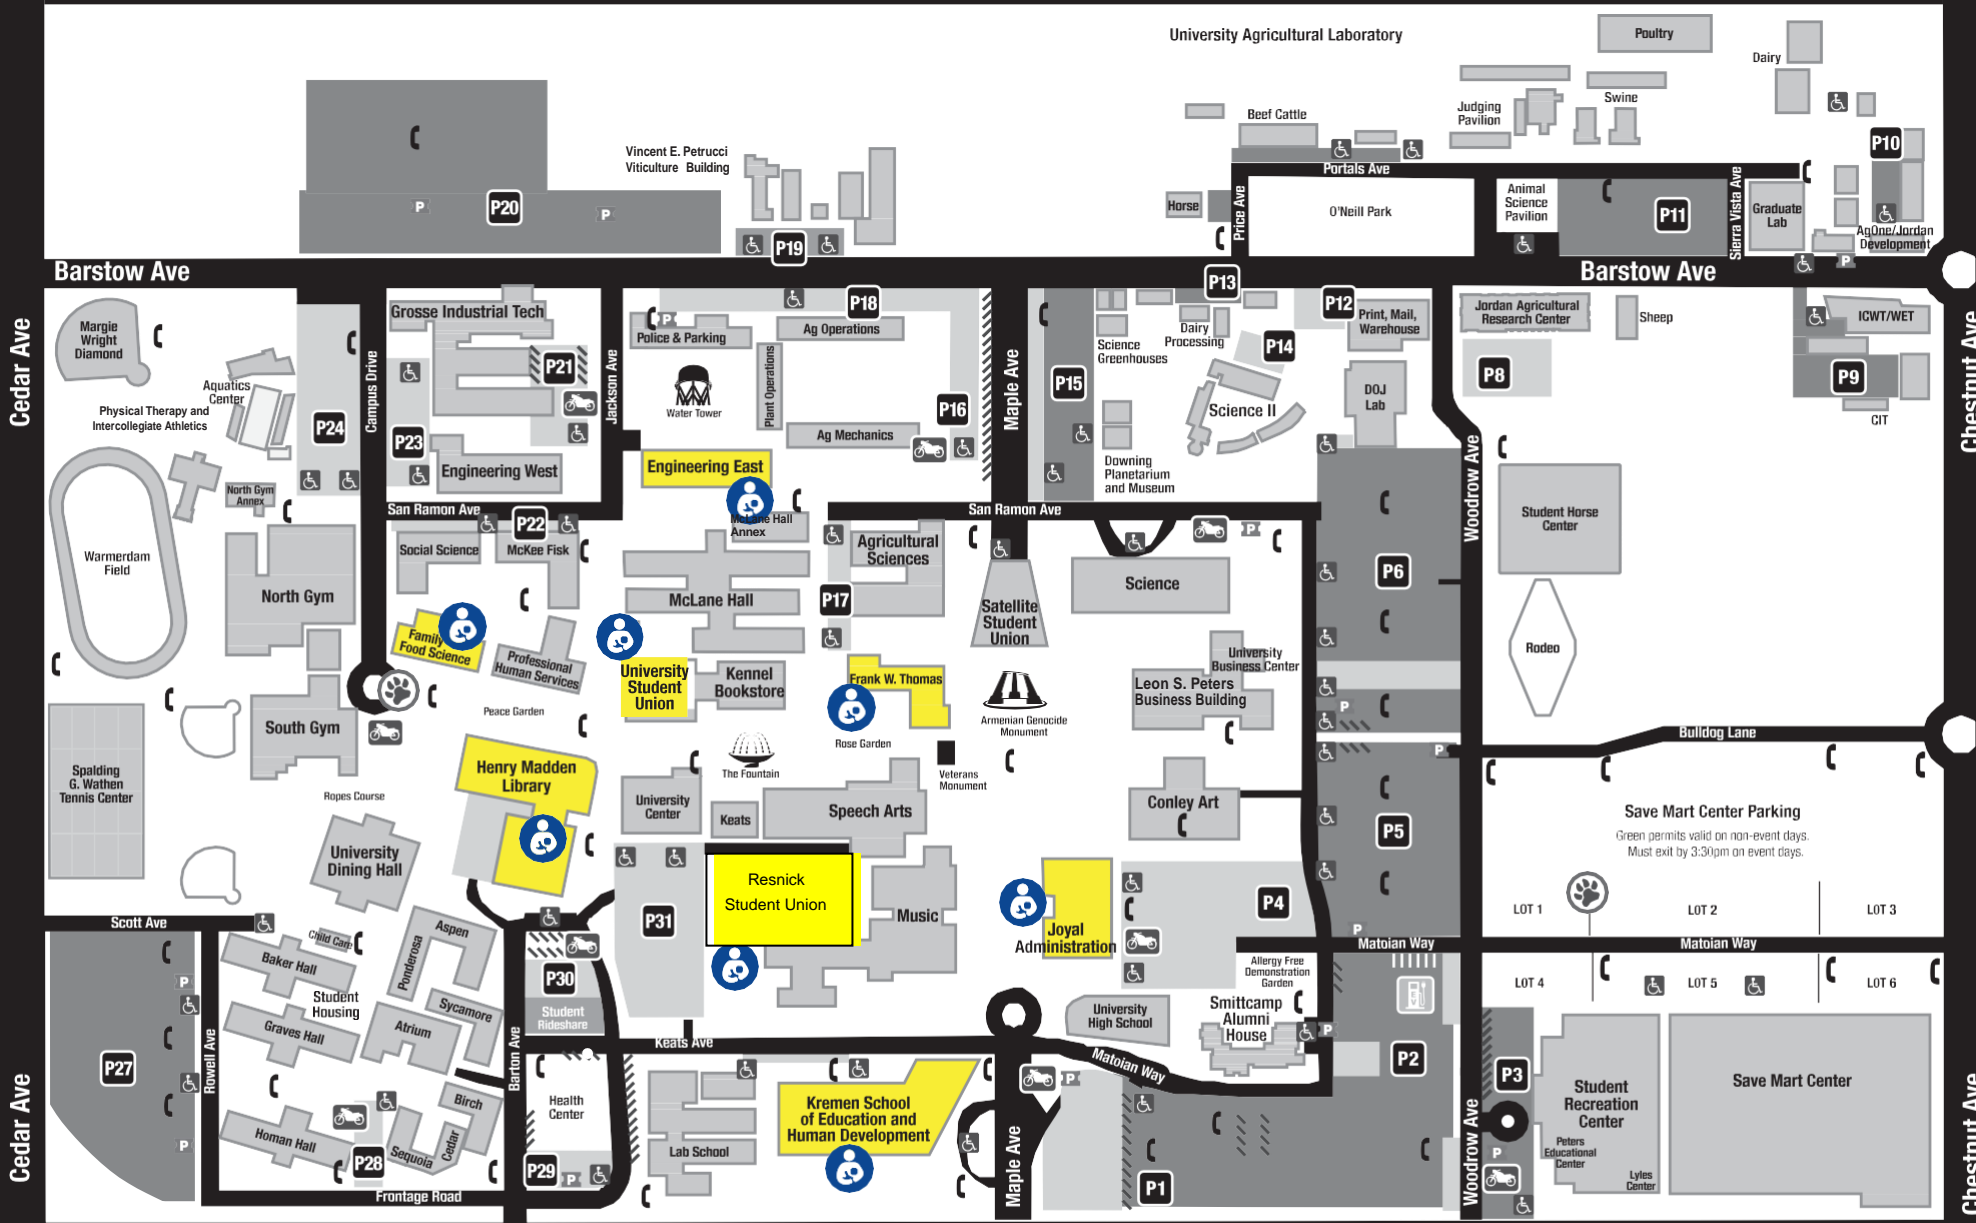 University Agricultural Laboratory
Poultry
Dairy
Swine
Judging
Pavilion
Beef Cattle
P10
Vincent E. Petrucci
Viticulture Building
Portals Ave
P
P20
P
P19
Horse
Price Ave
O'Neill Park
Animal
Science
Pavilion
P11
Sierra Vista Ave
Graduate
Lab
AgOne/Jordan
Development
P
Barstow Ave
Barstow Ave
P13
Cedar Ave
Chestnut Ave
Margie
Wright
Diamond
Aquatics
Center
Physical Therapy and
Intercollegiate Athletics
P24
Campus Drive
Grosse Industrial Tech
P21
P23
Engineering West
Jackson Ave
P
Police & Parking
P18
Ag Operations
Water Tower
Plant Operations
P16
Ag Mechanics
Maple Ave
P15
Science
Greenhouses
Dairy
Processing
P12
Print, Mail,
Warehouse
P14
Science II
DOJ
Lab
Downing
Planetarium
and Museum
Jordan Agricultural
Research Center
Sheep
P8
ICWT/WET
P9
CIT
Woodrow Ave
Engineering East
San Ramon Ave
P22
San Ramon Ave
North Gym
Annex
Warmerdam
Field
North Gym
Social Science
McKee Fisk
McLane Hall
Annex
McLane Hall
Agricultural
Sciences
P17
Satellite
Student
Union
P
Science
P6
Student Horse
Center
Rodeo
Family
Food Science
Professional
Human Services
University
Student
Union
Kennel
Bookstore
Frank W. Thomas
Rose Garden
Armenian Genocide
Monument
University
Business Center
Leon S. Peters
Business Building
P
P
Bulldog Lane
South Gym
Peace Garden
Spalding
G. Wathen
Tennis Center
Ropes Course
Henry Madden
Library
The Fountain
Veterans
Monument
University
Center
Keats
Speech Arts
Conley Art
P5
Save Mart Center Parking
Green permits valid on non-event days.
Must exit by 3:30pm on event days.
University
Dining Hall
Resnick
Student Union
P31
Music
Joyal
Administration
P4
P
LOT 1
LOT 2
LOT 3
Matoian Way
Matoian Way
Scott Ave
Child Care
Baker Hall
Student
Housing
Graves Hall
Ponderosa
Aspen
Sycamore
Atrium
P30
Student
Rideshare
Allergy Free
Demonstration
Garden
Smittcamp
Alumni
House
University
High School
P
LOT 4
LOT 5
LOT 6
P
P27
P
Rowell Ave
Barton Ave
Keats Ave
Matoian Way
P2
P3
Cedar Ave
Chestnut Ave
Homan Hall
P28
Sequoia
Cedar
Birch
Health
Center
P29
P
Lab School
Kremen School
of Education and
Human Development
P
Maple Ave
P1
Woodrow Ave
P
Student
Recreation
Center
Peters
Educational
Center
Lyles
Center
Save Mart Center
Frontage Road